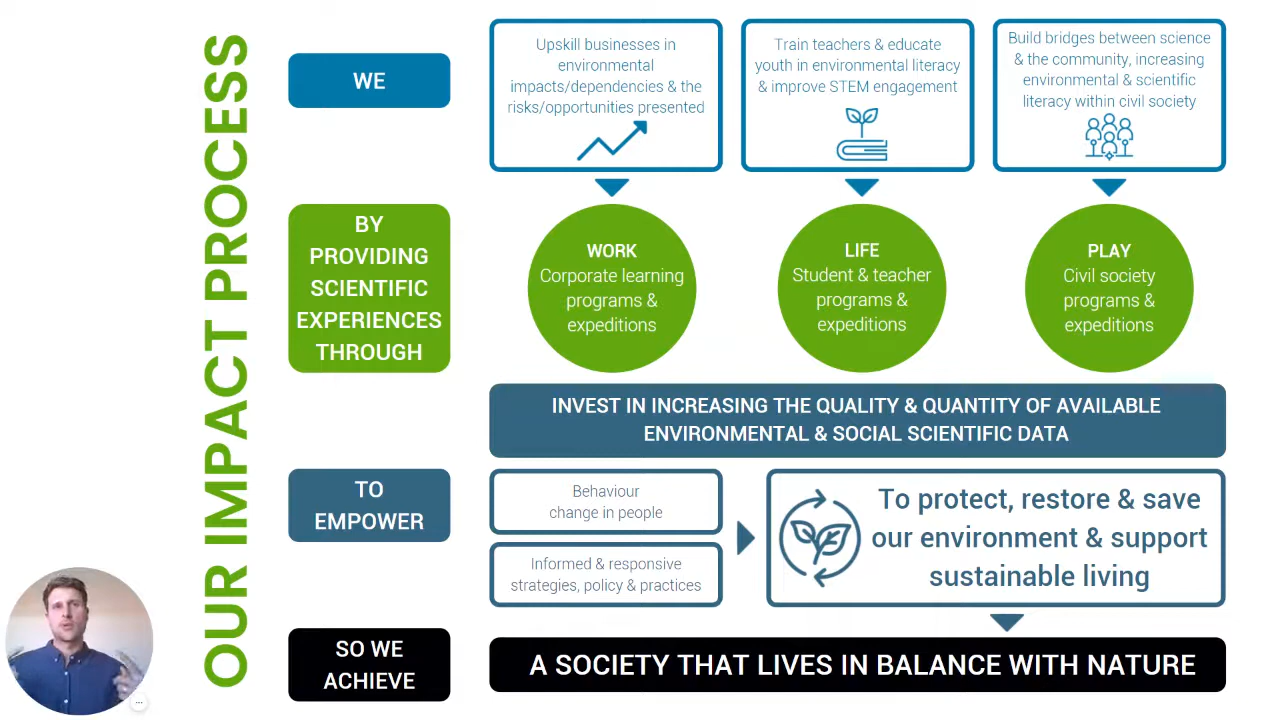 OUR IMPACT PROCESS
WE
Upskill businesses in
environmental
impacts/dependencies & the
risks/opportunities presented
Train teachers & educate
youth in environmental literacy
& improve STEM engagement
Build bridges between science
& the community, increasing
environmental & scientific
literacy within civil society
BY
PROVIDING
SCIENTIFIC
EXPERIENCES
THROUGH
WORK
Corporate learning
programs &
expeditions
LIFE
Student & teacher
programs &
expeditions
PLAY
Civil society
programs &
expeditions
INVEST IN INCREASING THE QUALITY & QUANTITY OF AVAILABLE
ENVIRONMENTAL & SOCIAL SCIENTIFIC DATA
TO
EMPOWER
Behaviour
change in people
Informed & responsive
strategies, policy & practices
To protect, restore & save
our environment & support
sustainable living
SO WE
ACHIEVE
A SOCIETY THAT LIVES IN BALANCE WITH NATURE